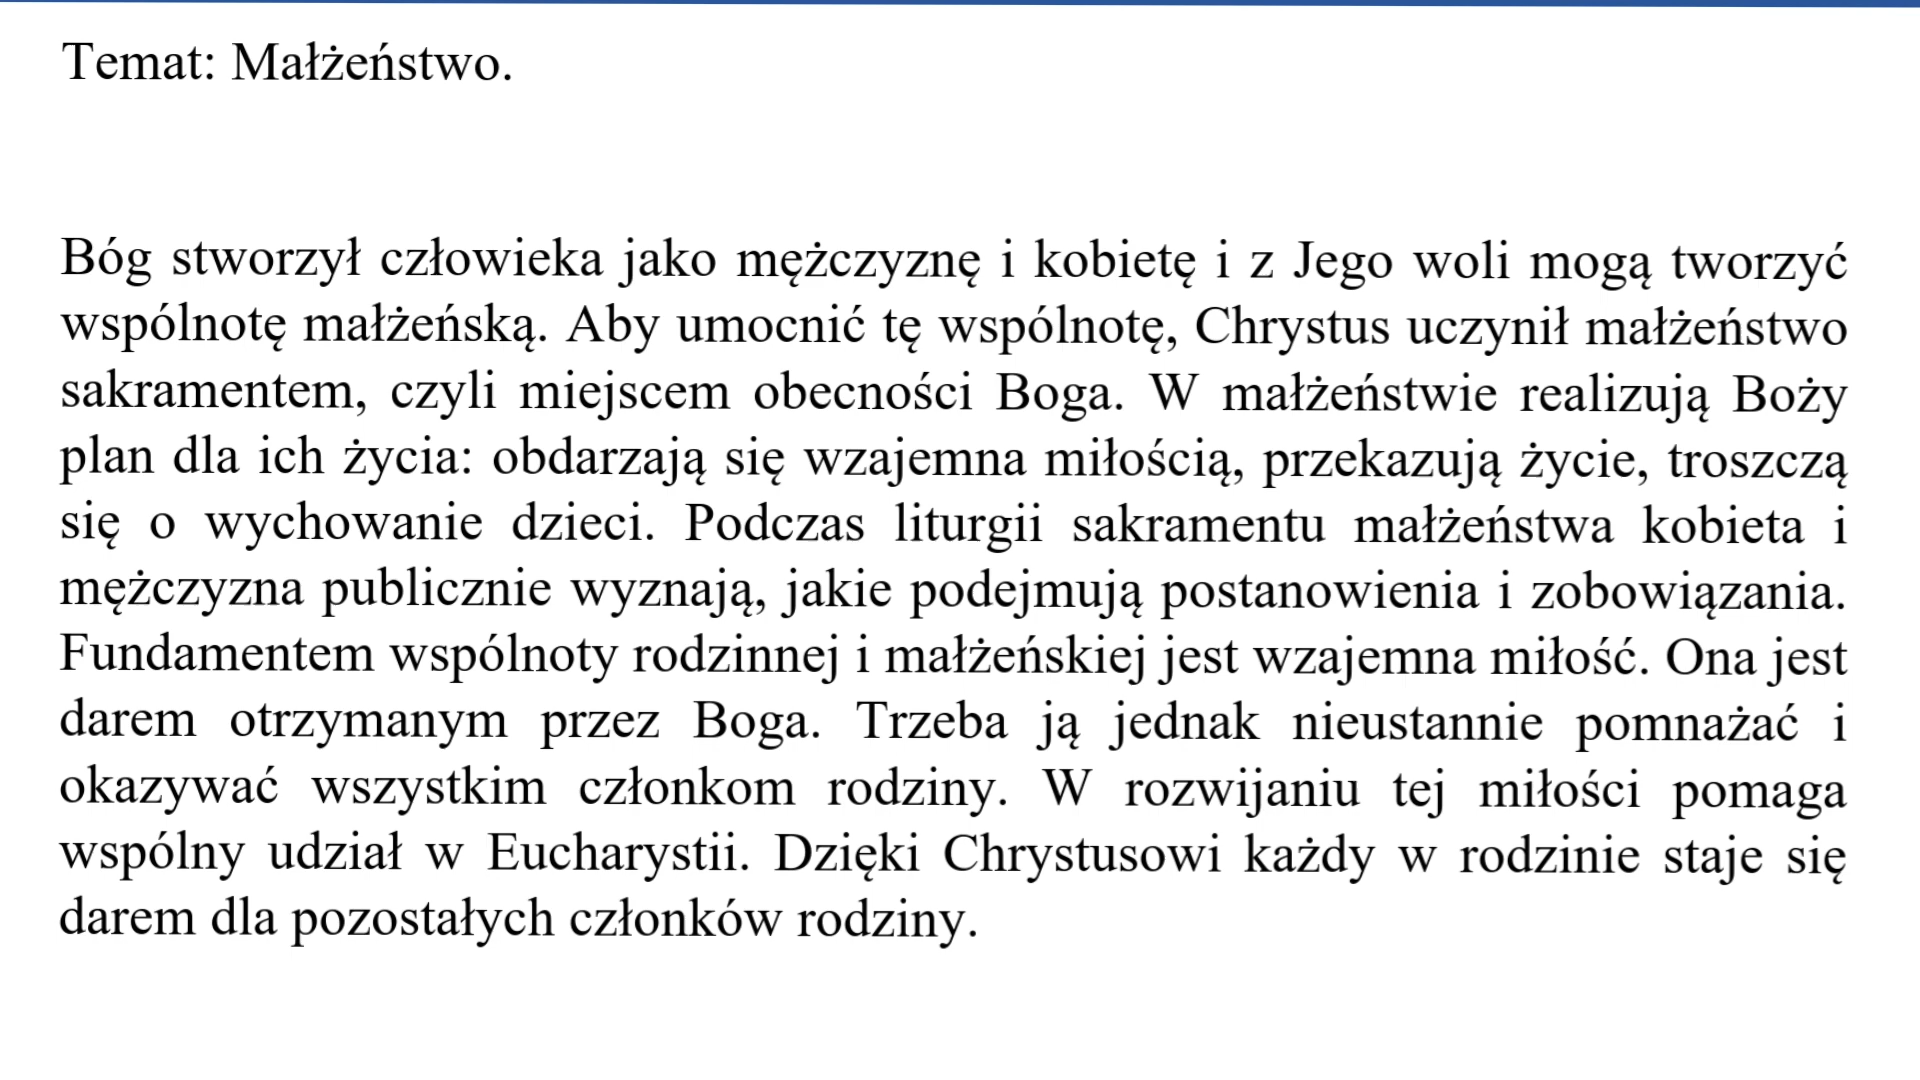 Temat: Małżeństwo.
Bóg stworzył człowieka jako mężczyznę i kobietę i z Jego woli mogą tworzyć
wspólnotę małżeńską. Aby umocnić tę wspólnotę, Chrystus uczynił małżeństwo
sakramentem, czyli miejscem obecności Boga. W małżeństwie realizują Boży
plan dla ich życia: obdarzają się wzajemna miłością, przekazują życie, troszczą
się o wychowanie dzieci. Podczas liturgii sakramentu małżeństwa kobieta i
mężczyzna publicznie wyznają, jakie podejmują postanowienia i zobowiązania.
Fundamentem wspólnoty rodzinnej i małżeńskiej jest wzajemna miłość. Ona jest
darem otrzymanym przez Boga. Trzeba ją jednak nieustannie pomnażać i
okazywać wszystkim członkom rodziny. W rozwijaniu tej miłości pomaga
wspólny udział w Eucharystii. Dzięki Chrystusowi każdy w rodzinie staje się
darem dla pozostałych członków rodziny.